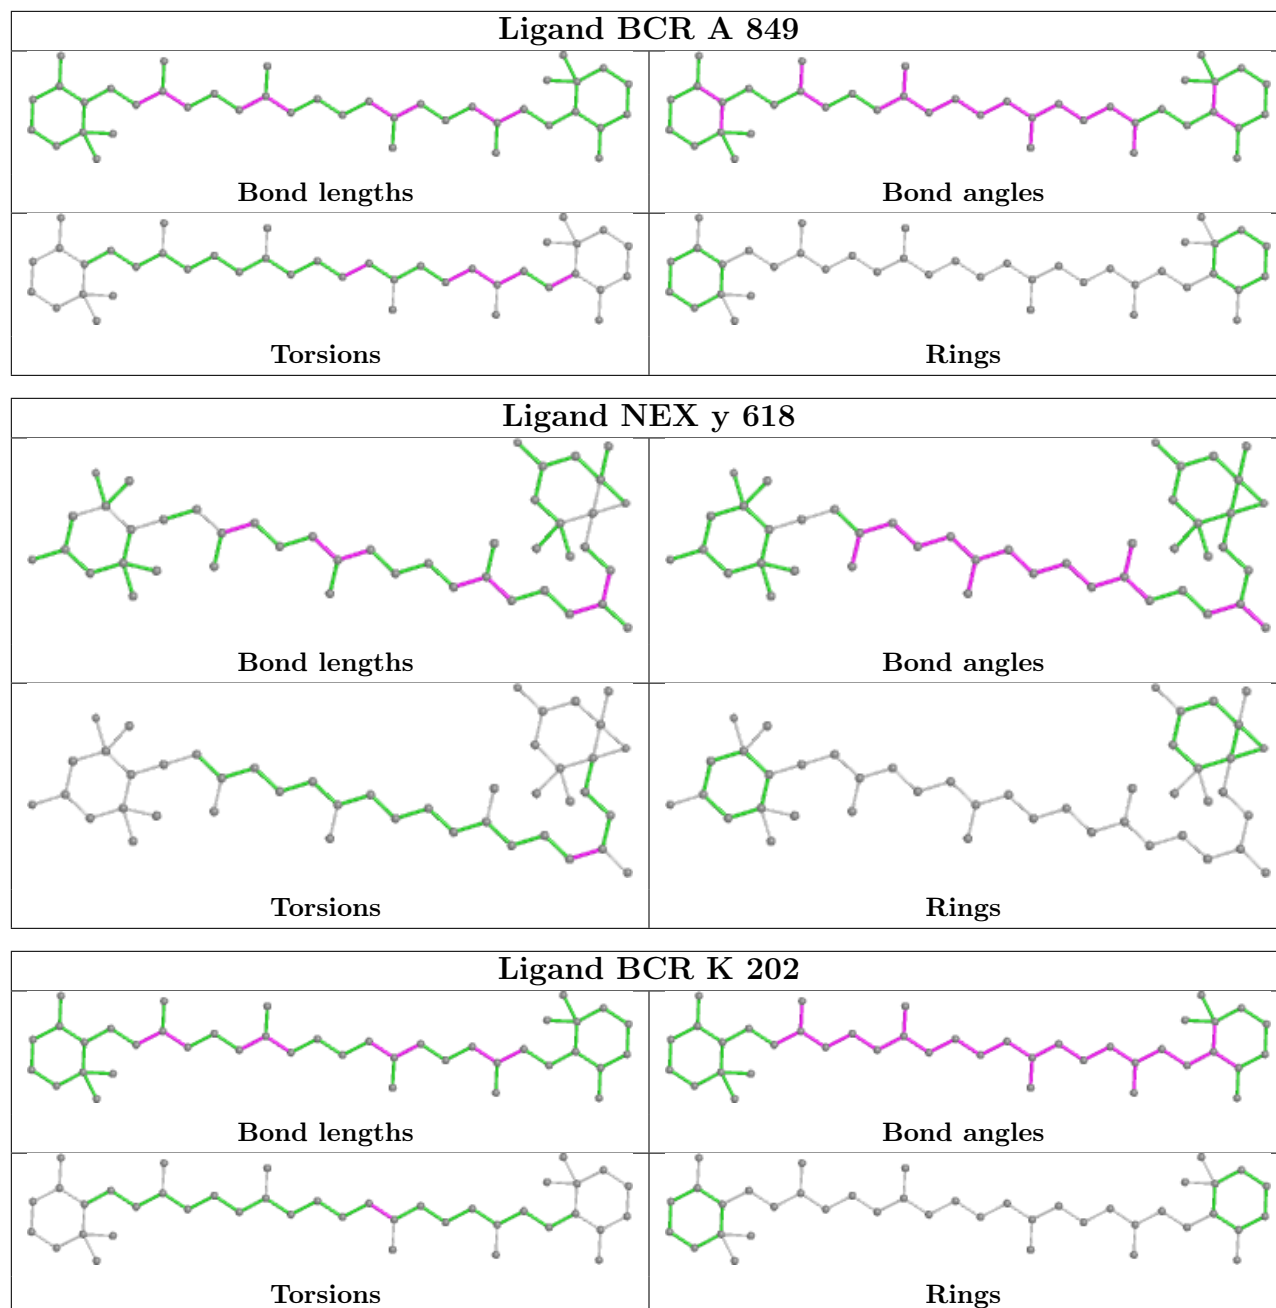 Ligand BCR A 849
Bond lengths
Bond angles
Torsions
Rings
Ligand NEX y 618
Bond lengths
Bond angles
Torsions
Rings
Ligand BCR K 202
Bond lengths
Bond angles
Torsions
Rings